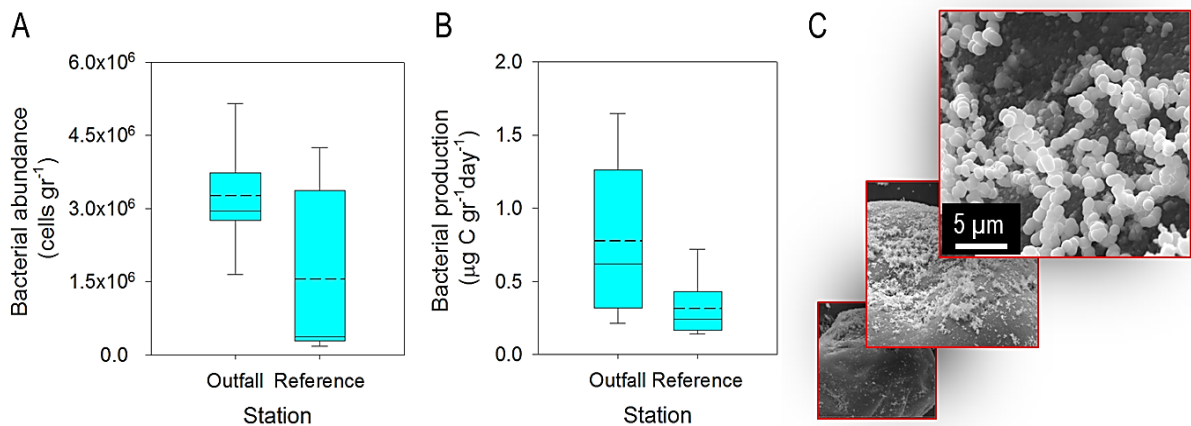 A
Bacterial abundance
(cells gr⁻¹)
6.0x10⁶
4.5x10⁶
3.0x10⁶
1.5x10⁶
0.0
Outfall Reference
Station
B
Bacterial production
(µg C gr⁻¹day⁻¹)
2.0
1.5
1.0
0.5
0.0
Outfall Reference
Station
C
5 µm